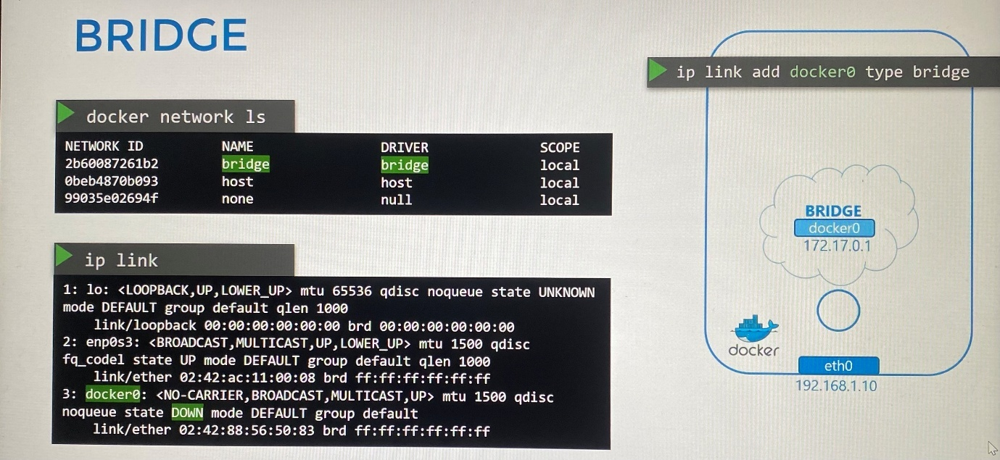 BRIDGE
ip link add docker0 type bridge
docker network ls
NETWORK ID NAME DRIVER SCOPE
2b60087261b2 bridge bridge local
0beb4870b093 host host local
99035e02694f none null local
ip link
1: lo: <LOOPBACK,UP,LOWER_UP> mtu 65536 qdisc noqueue state UNKNOWN
mode DEFAULT group default qlen 1000
link/loopback 00:00:00:00:00:00 brd 00:00:00:00:00:00
2: enp0s3: <BROADCAST,MULTICAST,UP,LOWER_UP> mtu 1500 qdisc
fq_codel state UP mode DEFAULT group default qlen 1000
link/ether 02:42:ac:11:00:08 brd ff:ff:ff:ff:ff:ff
3: docker0: <NO-CARRIER,BROADCAST,MULTICAST,UP> mtu 1500 qdisc
noqueue state DOWN mode DEFAULT group default
link/ether 02:42:88:56:50:83 brd ff:ff:ff:ff:ff:ff
BRIDGE
docker0
172.17.0.1
docker
eth0
192.168.1.10